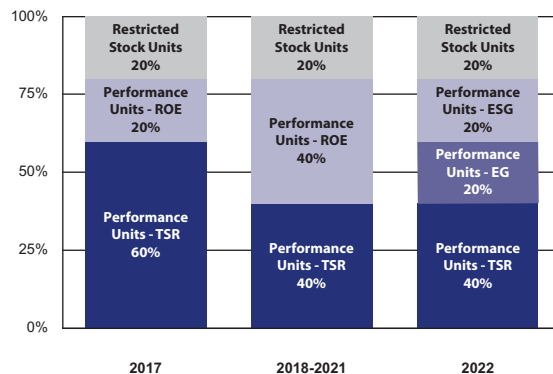 100%
75%
50%
25%
0%
Restricted
Stock Units
20%
Performance
Units - ROE
20%
Performance
Units - TSR
60%
2017
Restricted
Stock Units
20%
Performance
Units - ROE
40%
Performance
Units - TSR
40%
2018-2021
Restricted
Stock Units
20%
Performance
Units - ESG
20%
Performance
Units - EG
20%
Performance
Units - TSR
40%
2022